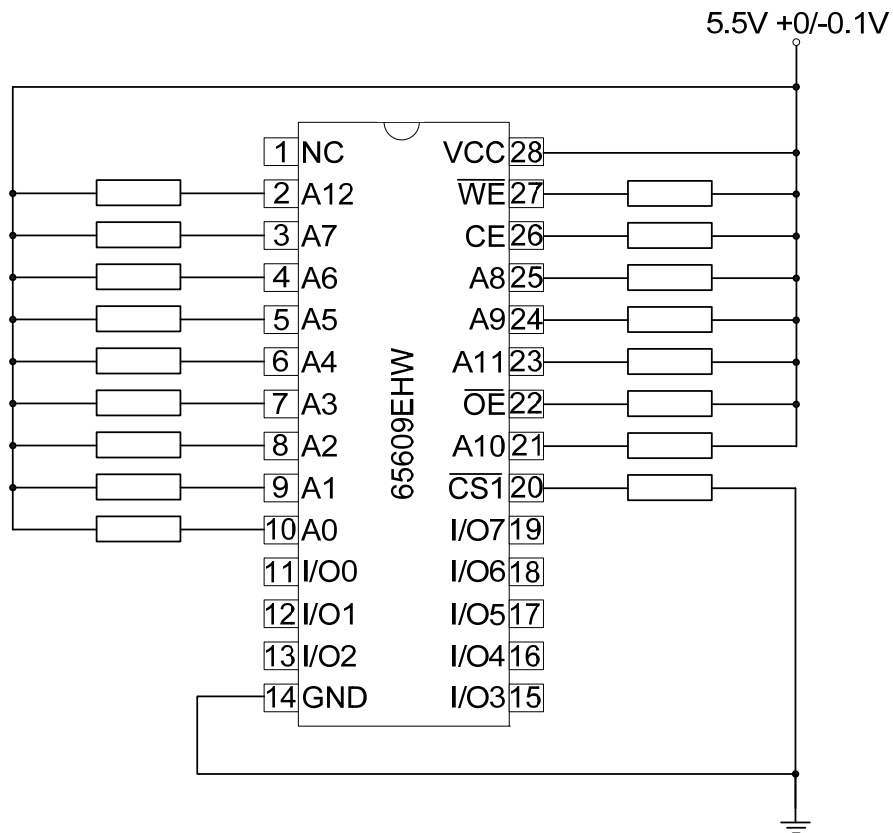 5.5V +0/-0.1V
1 NC VCC 28
2 A12 W̅E̅ 27
3 A7 CE 26
4 A6 A8 25
5 A5 A9 24
6 A4 A11 23
7 A3 O̅E̅ 22
8 A2 A10 21
9 A1 C̅S̅1̅ 20
10 A0 I/O7 19
11 I/O0 I/O6 18
12 I/O1 I/O5 17
13 I/O2 I/O4 16
14 GND I/O3 15
65609EHW